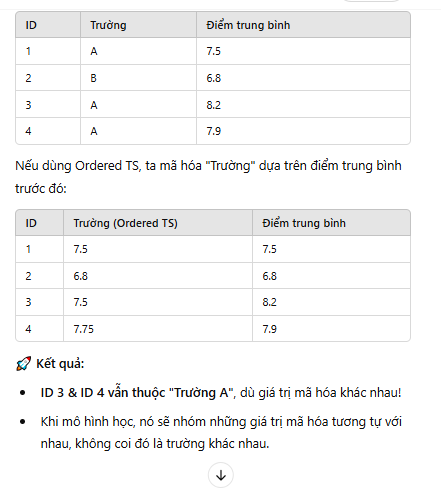 ID Trường Điểm trung bình
1 A 7.5
2 B 6.8
3 A 8.2
4 A 7.9
Nếu dùng Ordered TS, ta mã hóa "Trường" dựa trên điểm trung bình
trước đó:
ID Trường (Ordered TS) Điểm trung bình
1 7.5 7.5
2 6.8 6.8
3 7.5 8.2
4 7.75 7.9
🚀 Kết quả:
• ID 3 & ID 4 vẫn thuộc "Trường A", dù giá trị mã hóa khác nhau!
• Khi mô hình học, nó sẽ nhóm những giá trị mã hóa tương tự với
nhau, không coi đó là trường khác nhau.